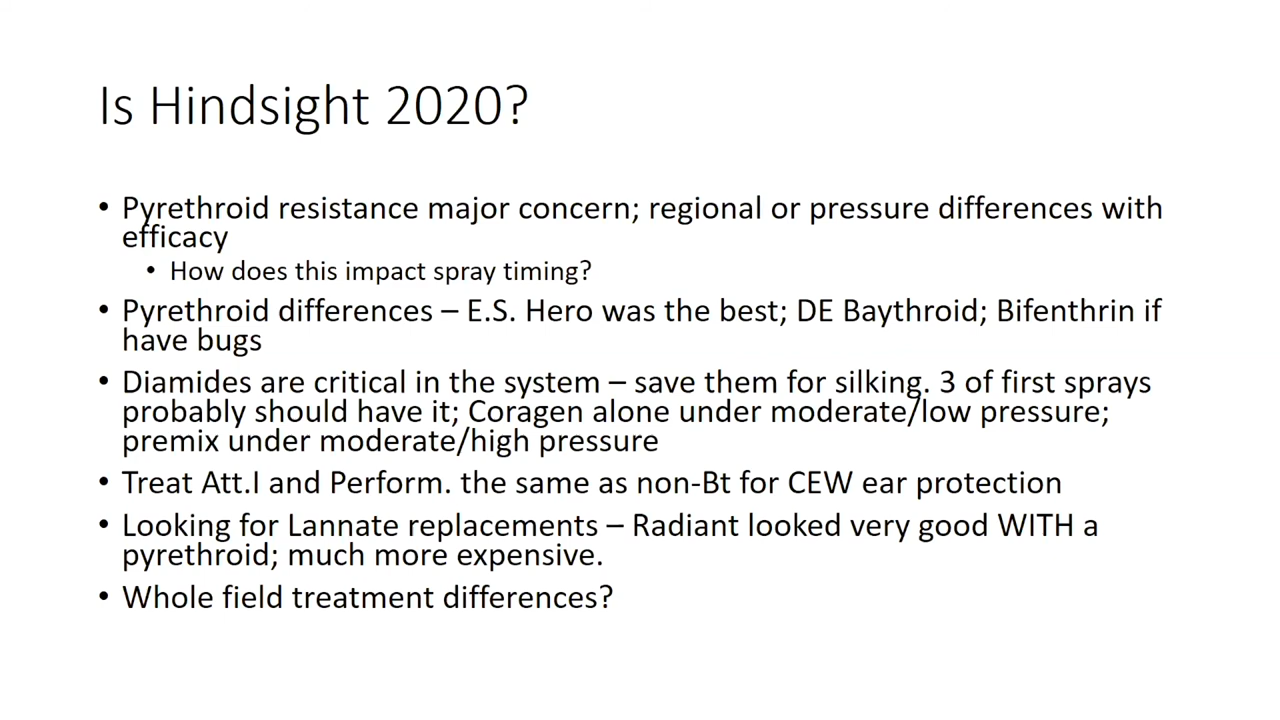 Is Hindsight 2020?
• Pyrethroid resistance major concern; regional or pressure differences with
efficacy
• How does this impact spray timing?
• Pyrethroid differences – E.S. Hero was the best; DE Baythroid; Bifenthrin if
have bugs
• Diamides are critical in the system – save them for silking. 3 of first sprays
probably should have it; Coragen alone under moderate/low pressure;
premix under moderate/high pressure
• Treat Att.I and Perform. the same as non-Bt for CEW ear protection
• Looking for Lannate replacements – Radiant looked very good WITH a
pyrethroid; much more expensive.
• Whole field treatment differences?